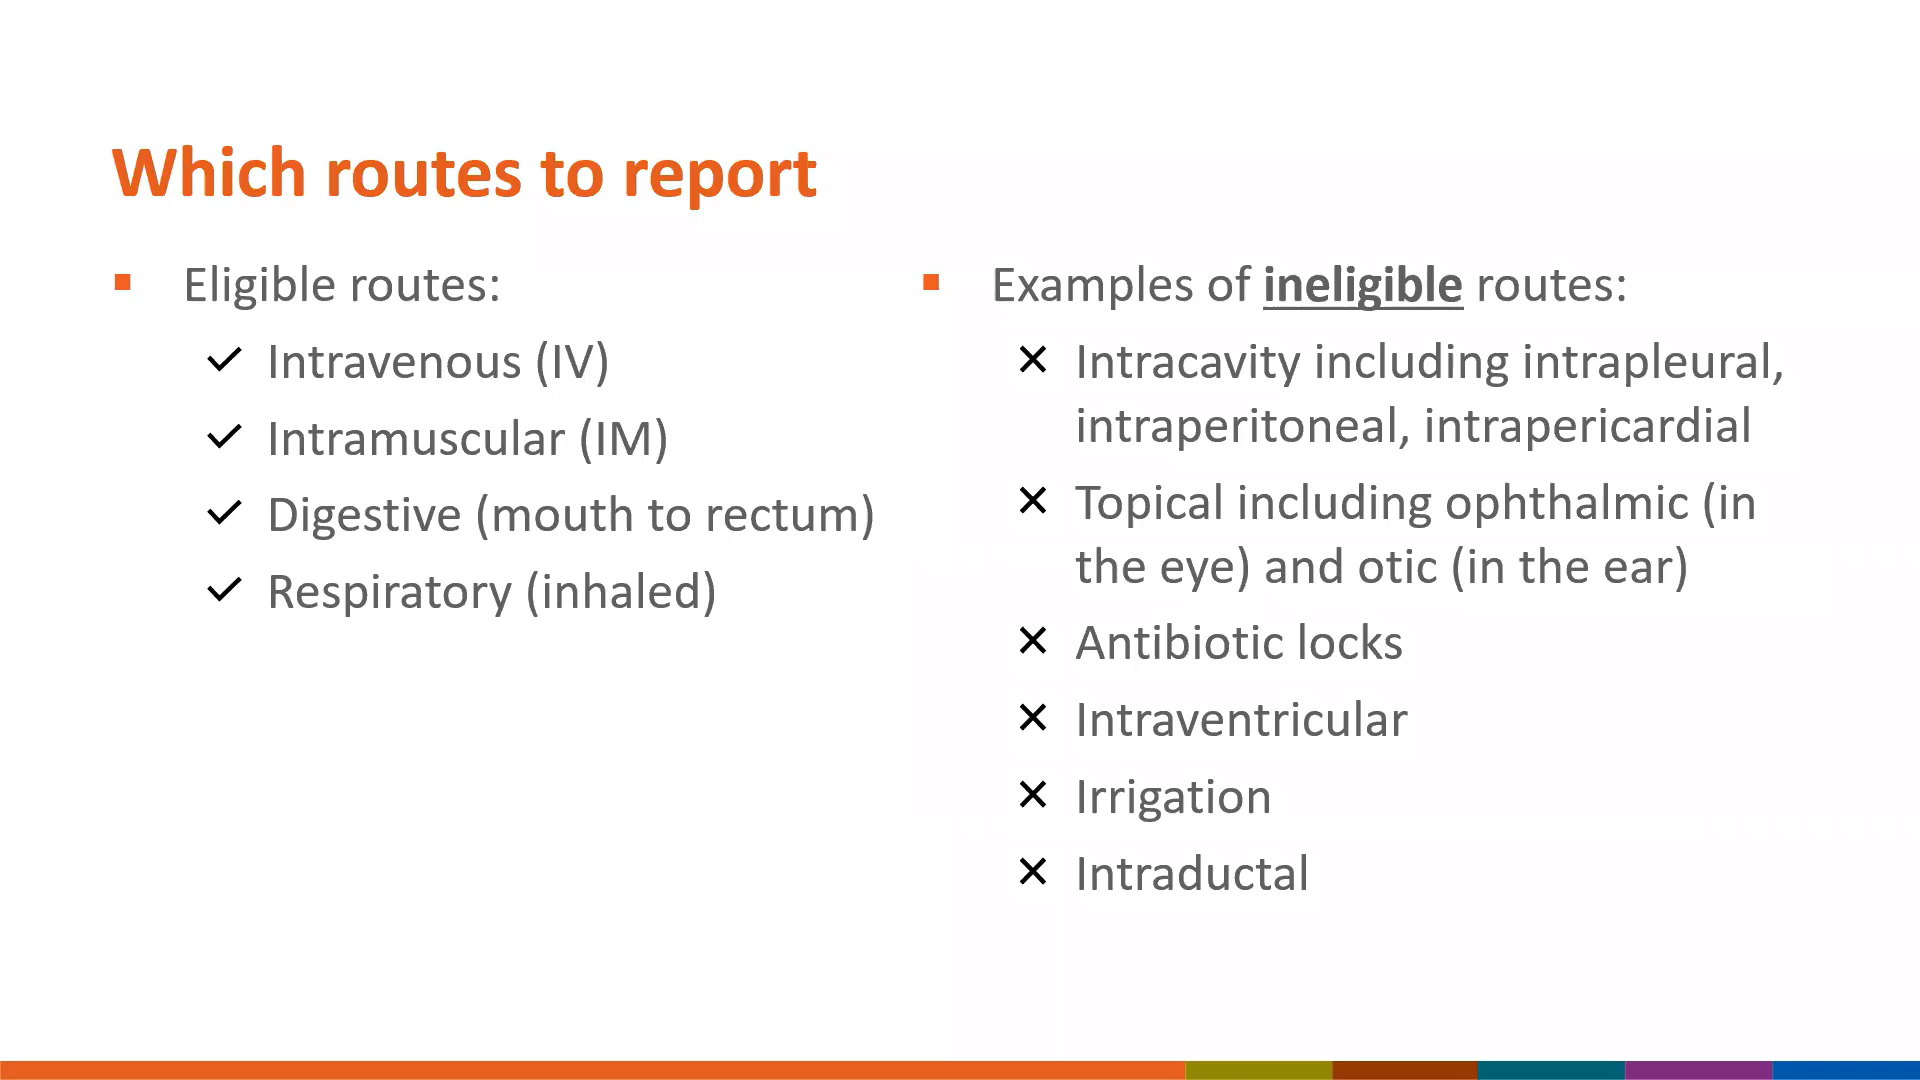 Which routes to report
Eligible routes:
Intravenous (IV)
Intramuscular (IM)
Digestive (mouth to rectum)
Respiratory (inhaled)
Examples of ineligible routes:
Intracavity including intrapleural,
intraperitoneal, intrapericardial
Topical including ophthalmic (in
the eye) and otic (in the ear)
Antibiotic locks
Intraventricular
Irrigation
Intraductal